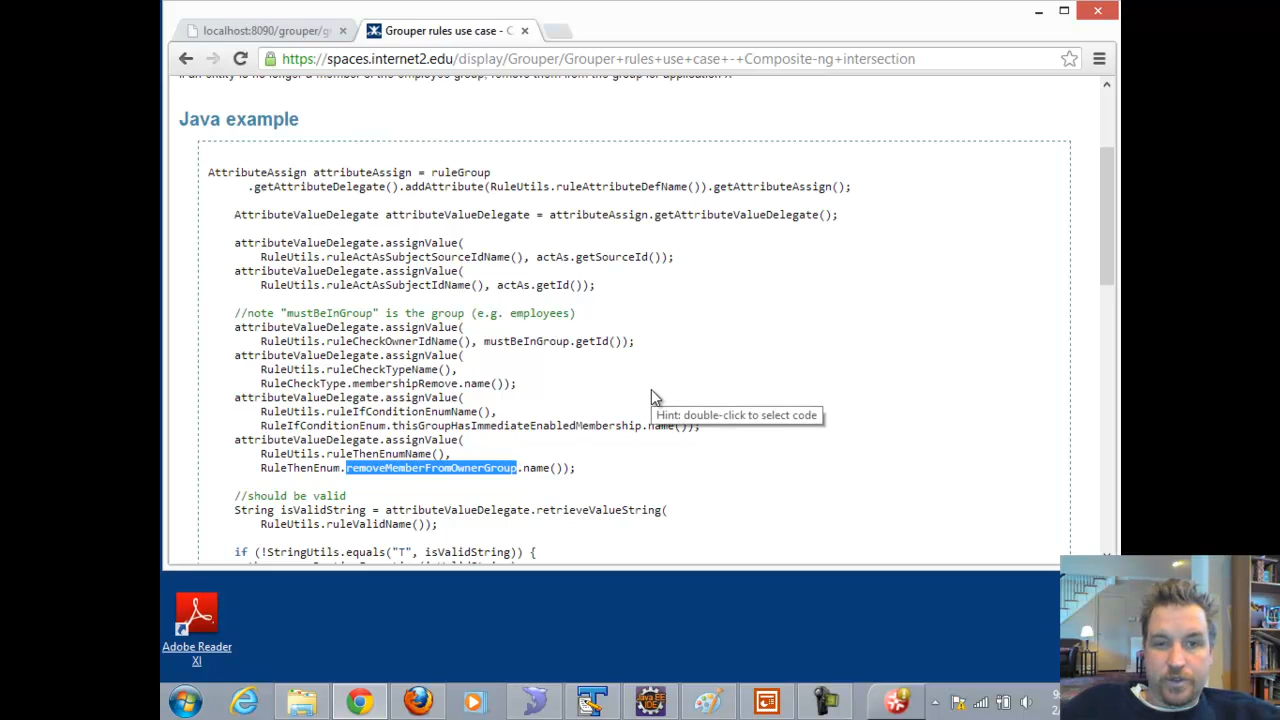 localhost:8090/grouper/g
Grouper rules use case - C
https://spaces.internet2.edu/display/Grouper/Grouper+rules+use+case+-+Composite-ng+intersection
Java example
AttributeAssign attributeAssign = ruleGroup
.getAttributeDelegate().addAttribute(RuleUtils.ruleAttributeDefName()).getAttributeAssign();
AttributeValueDelegate attributeValueDelegate = attributeAssign.getAttributeValueDelegate();
attributeValueDelegate.assignValue(
RuleUtils.ruleActAsSubjectSourceIdName(), actAs.getSourceId());
attributeValueDelegate.assignValue(
RuleUtils.ruleActAsSubjectIdName(), actAs.getId());
//note "mustBeInGroup" is the group (e.g. employees)
attributeValueDelegate.assignValue(
RuleUtils.ruleCheckOwnerIdName(), mustBeInGroup.getId());
attributeValueDelegate.assignValue(
RuleUtils.ruleCheckTypeName(),
RuleCheckType.membershipRemove.name());
attributeValueDelegate.assignValue(
RuleUtils.ruleIfConditionEnumName(),
Hint: double-click to select code
RuleIfConditionEnum.thisGroupHasImmediateEnabledMembership.name());
attributeValueDelegate.assignValue(
RuleUtils.ruleThenEnumName(),
RuleThenEnum.removeMemberFromOwnerGroup.name());
//should be valid
String isValidString = attributeValueDelegate.retrieveValueString(
RuleUtils.ruleValidName());
if (!StringUtils.equals("T", isValidString)) {
Adobe Reader
XI
Java EE
IDE